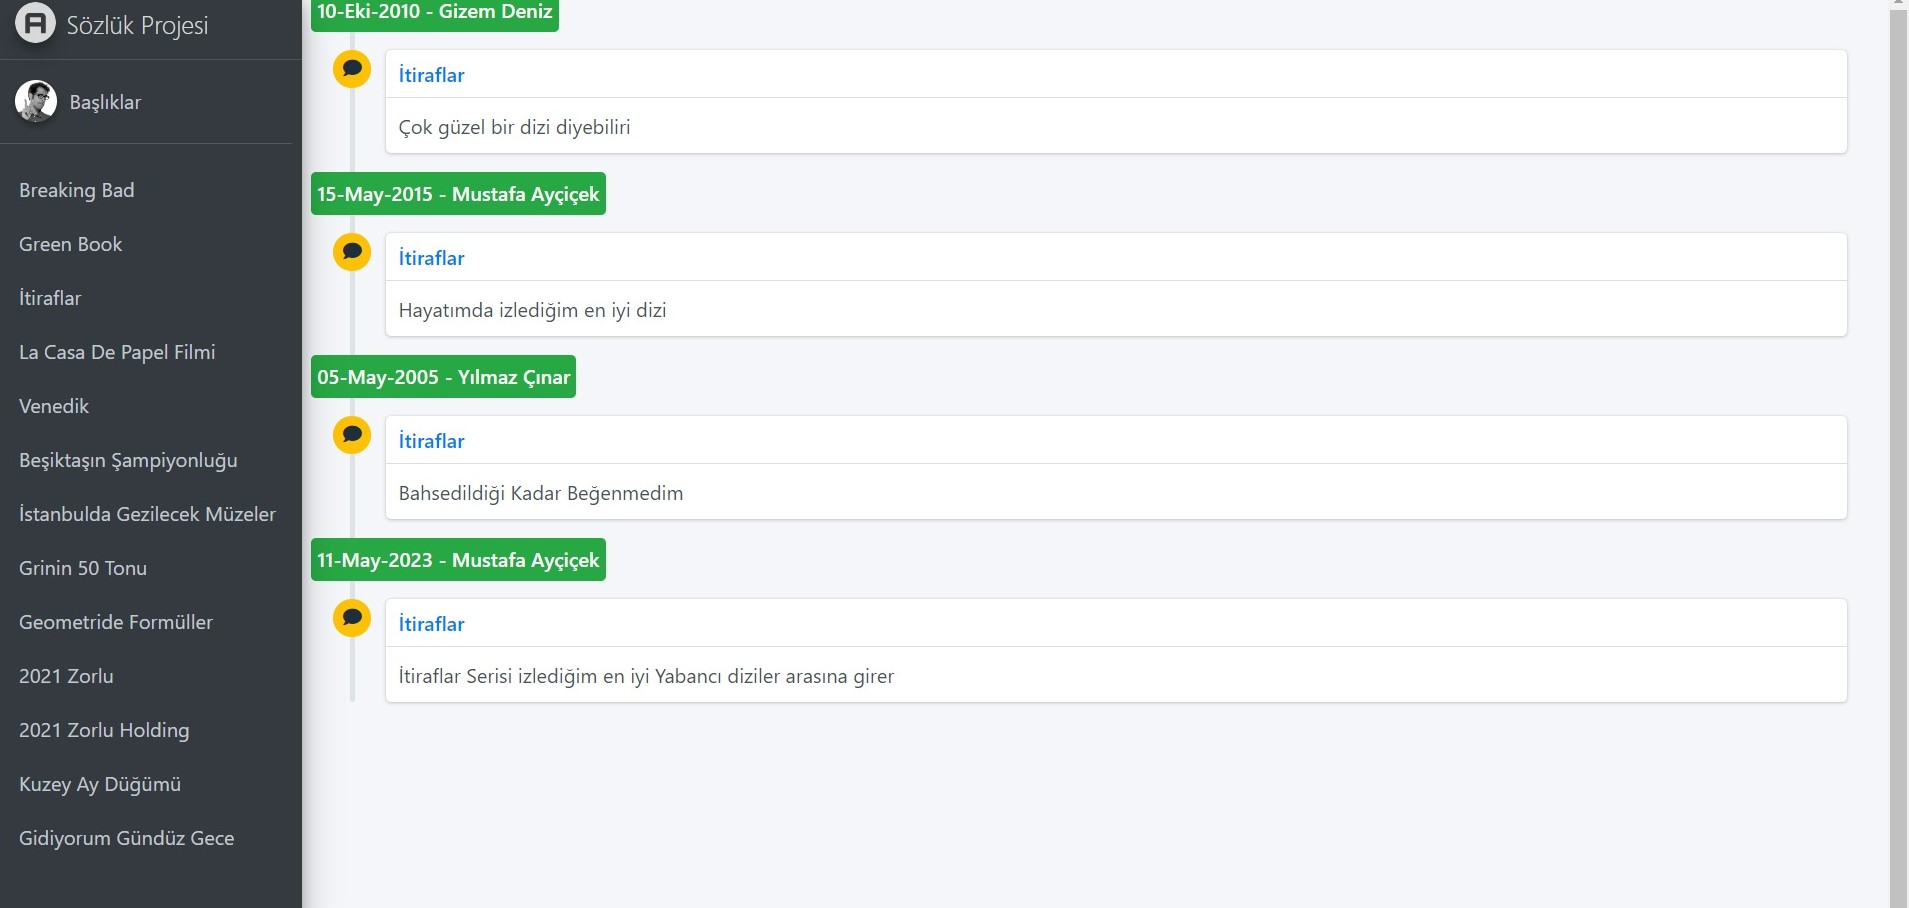 Sözlük Projesi
Başlıklar
Breaking Bad
Green Book
İtiraflar
La Casa De Papel Filmi
Venedik
Beşiktaşın Şampiyonluğu
İstanbulda Gezilecek Müzeler
Grinin 50 Tonu
Geometride Formüller
2021 Zorlu
2021 Zorlu Holding
Kuzey Ay Düğümü
Gidiyorum Gündüz Gece
10-Eki-2010 - Gizem Deniz
İtiraflar
Çok güzel bir dizi diyebiliri
15-May-2015 - Mustafa Ayçiçek
İtiraflar
Hayatımda izlediğim en iyi dizi
05-May-2005 - Yılmaz Çınar
İtiraflar
Bahsedildiği Kadar Beğenmedim
11-May-2023 - Mustafa Ayçiçek
İtiraflar
İtiraflar Serisi izlediğim en iyi Yabancı diziler arasına girer